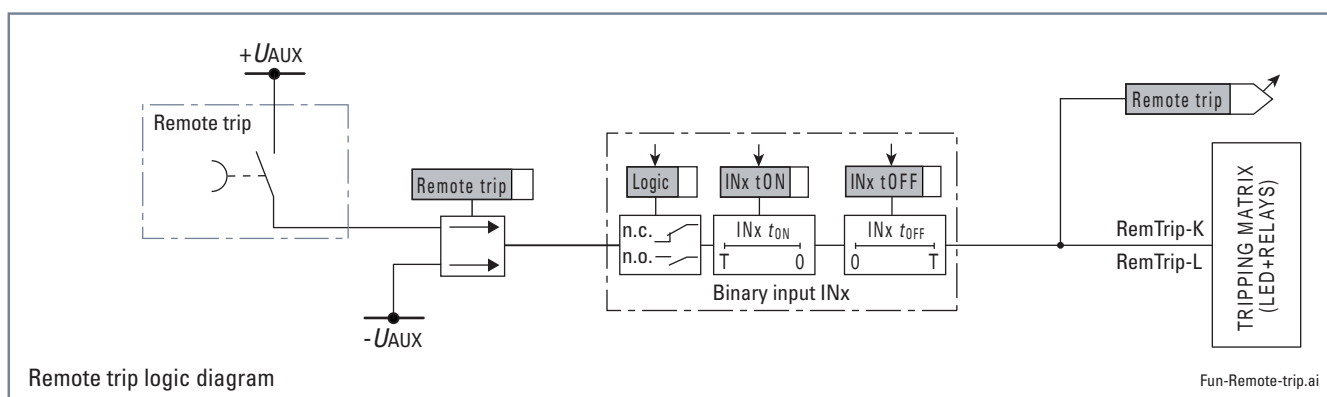 +UAUX
Remote trip
Remote trip
-UAUX
Logic
INx tON
INx tOFF
n.c.
n.o.
INx tON
T 0
INx tOFF
0 T
Binary input INx
Remote trip
RemTrip-K
RemTrip-L
TRIPPING MATRIX
(LED+RELAYS)
Remote trip logic diagram
Fun-Remote-trip.ai